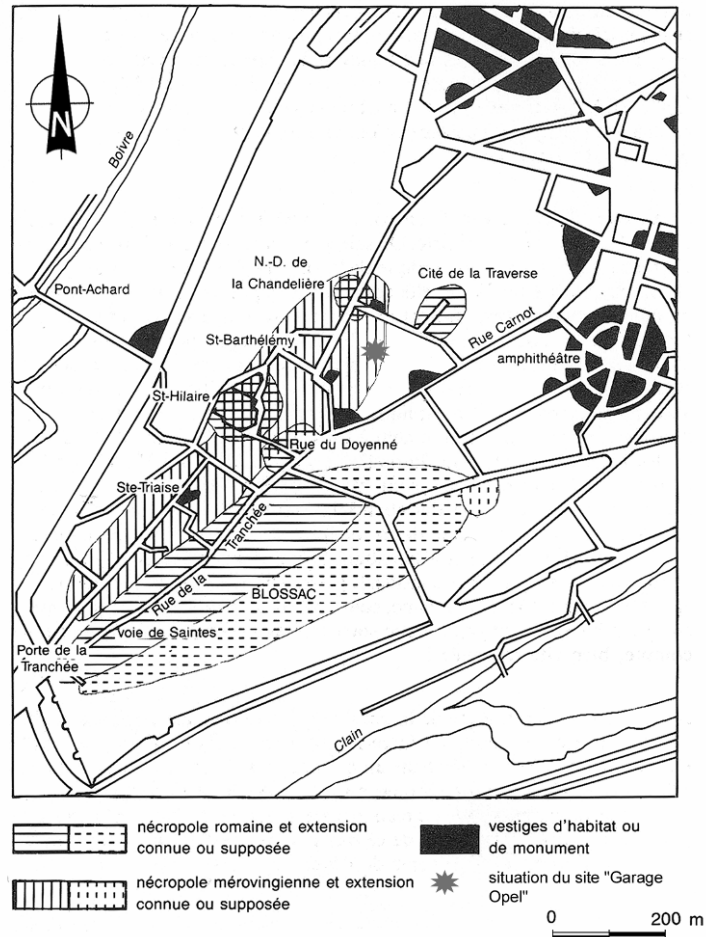 N
Boivre
N.-D. de
la Chandelière
Cité de la Traverse
Pont-Achard
St-Barthélémy
Rue Carnot
amphithéâtre
St-Hilaire
Rue du Doyenné
Ste-Triaise
Rue de la Tranchée
BLOSSAC
Voie de Saintes
Porte de la
Tranchée
Clain
nécropole romaine et extension
connue ou supposée
vestiges d'habitat ou
de monument
nécropole mérovingienne et extension
connue ou supposée
situation du site "Garage
Opel"
0 200 m